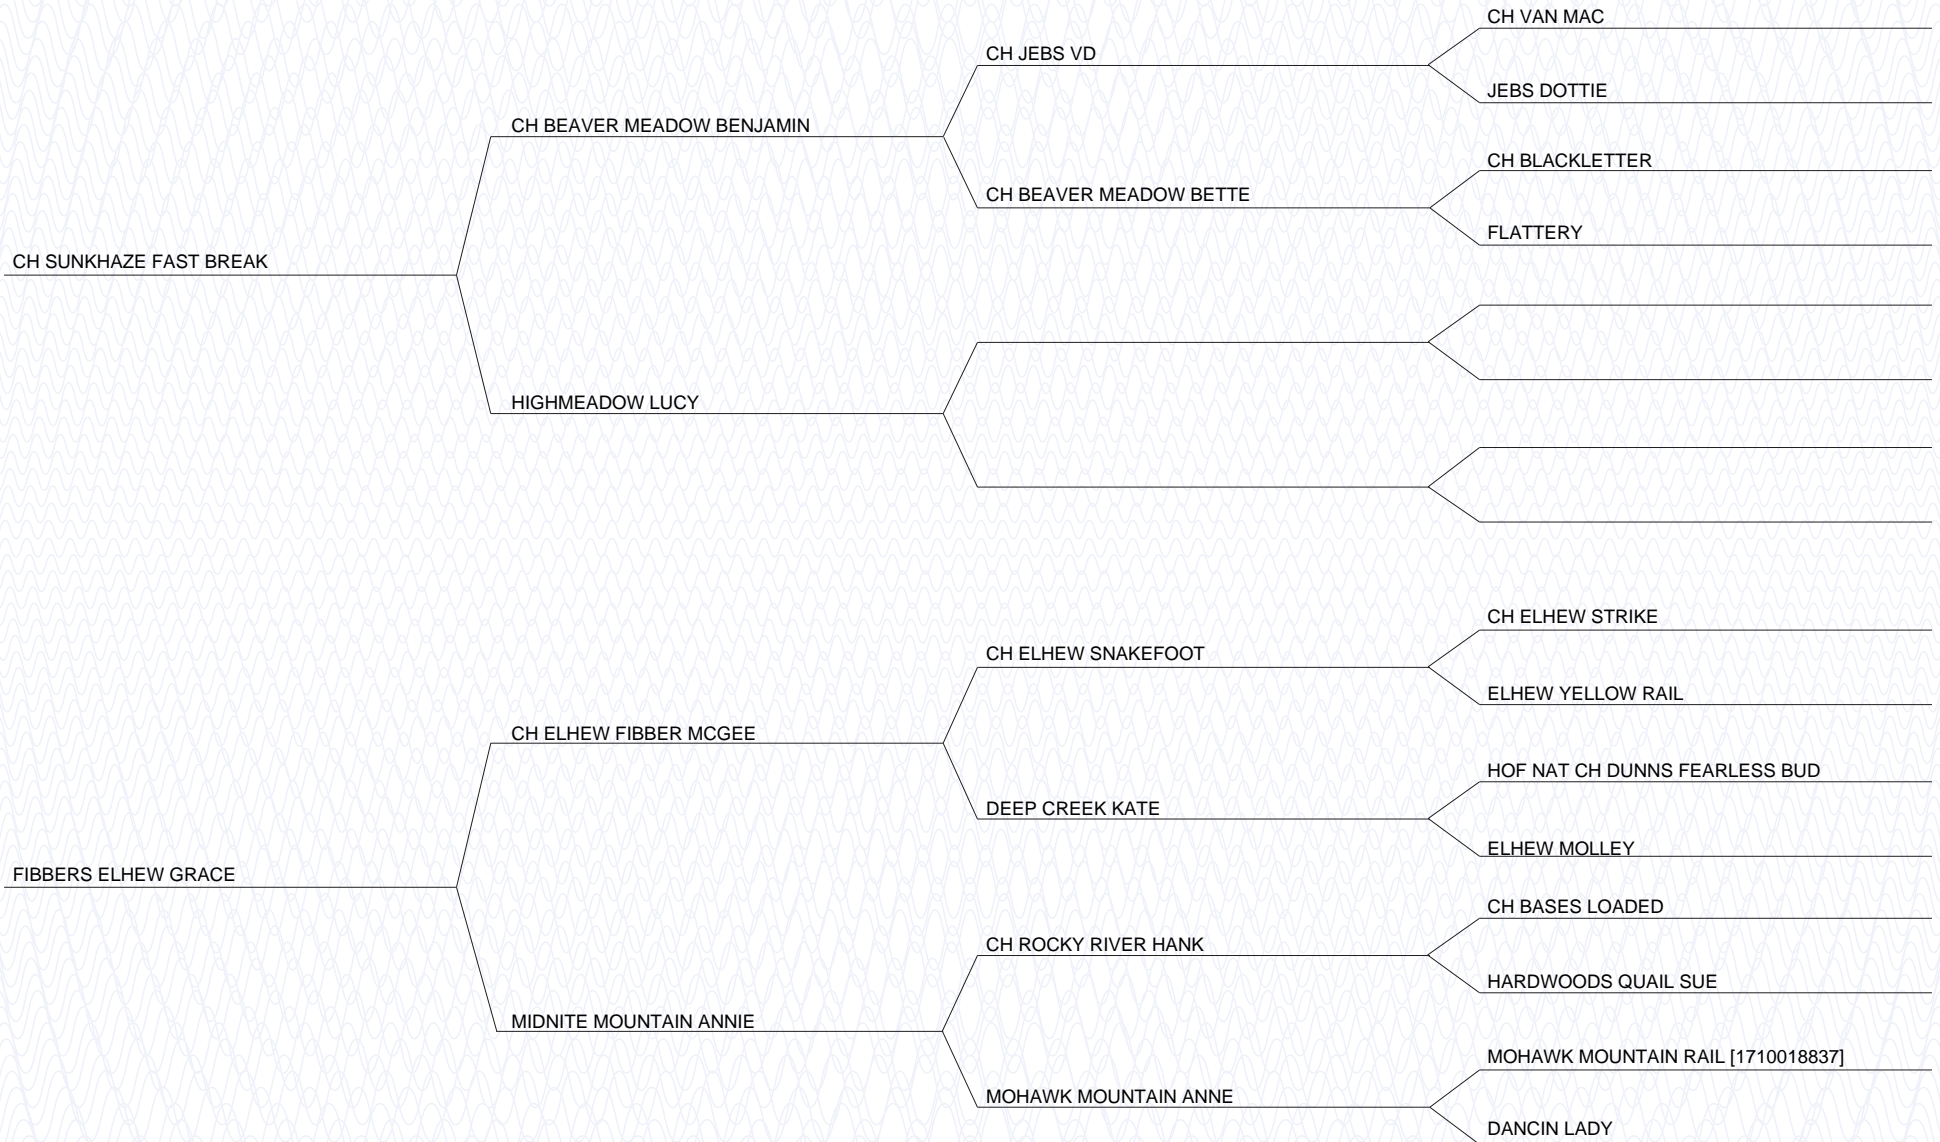 CH VAN MAC
CH JEBS VD
JEBS DOTTIE
CH BEAVER MEADOW BENJAMIN
CH BLACKLETTER
CH BEAVER MEADOW BETTE
FLATTERY
CH SUNKHAZE FAST BREAK
HIGHMEADOW LUCY
CH ELHEW STRIKE
CH ELHEW SNAKEFOOT
ELHEW YELLOW RAIL
CH ELHEW FIBBER MCGEE
HOF NAT CH DUNNS FEARLESS BUD
DEEP CREEK KATE
ELHEW MOLLEY
FIBBERS ELHEW GRACE
CH BASES LOADED
CH ROCKY RIVER HANK
HARDWOODS QUAIL SUE
MIDNITE MOUNTAIN ANNIE
MOHAWK MOUNTAIN RAIL [1710018837]
MOHAWK MOUNTAIN ANNE
DANCIN LADY